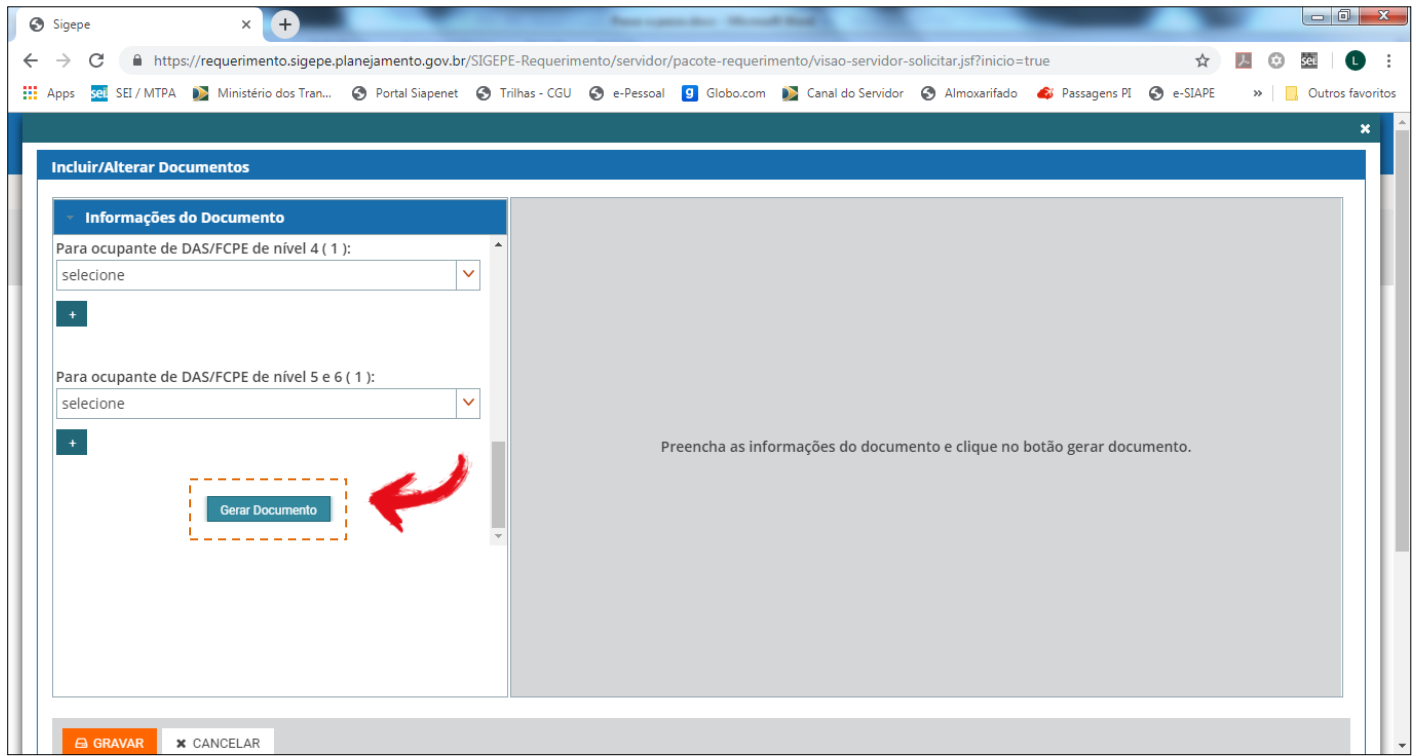 Sigepe
https://requerimento.sigepe.planejamento.gov.br/SIGEPE-Requerimento/servidor/pacote-requerimento/visao-servidor-solicitar.jsf?inicio=true
sei L
Apps sei SEI / MTPA Ministério dos Tran... Portal Siapenet Trilhas - CGU e-Pessoal g Globo.com Canal do Servidor Almoxarifado Passagens PI e-SIAPE » Outros favoritos
Incluir/Alterar Documentos
Informações do Documento
Para ocupante de DAS/FCPE de nível 4 ( 1 ):
selecione
+
Para ocupante de DAS/FCPE de nível 5 e 6 ( 1 ):
selecione
+
Preencha as informações do documento e clique no botão gerar documento.
Gerar Documento
GRAVAR CANCELAR